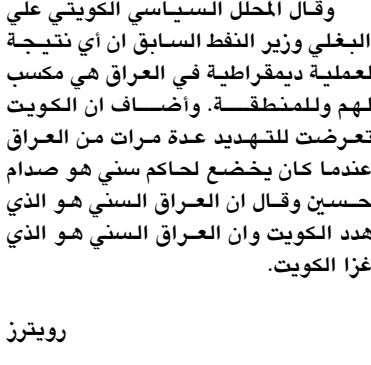 وقال المحلل السياسي الكويتي علي
البغلي وزير النفط السابق ان أي نتيجة
لعملية ديمقراطية في العراق هي مكسب
لهم وللمنطقة. وأضاف ان الكويت
تعرضت للتهديد عدة مرات من العراق
عندما كان يخضع لحاكم سني هو صدام
حسين وقال ان العراق السني هو الذي
هدد الكويت وان العراق السني هو الذي
غزا الكويت.
رويترز